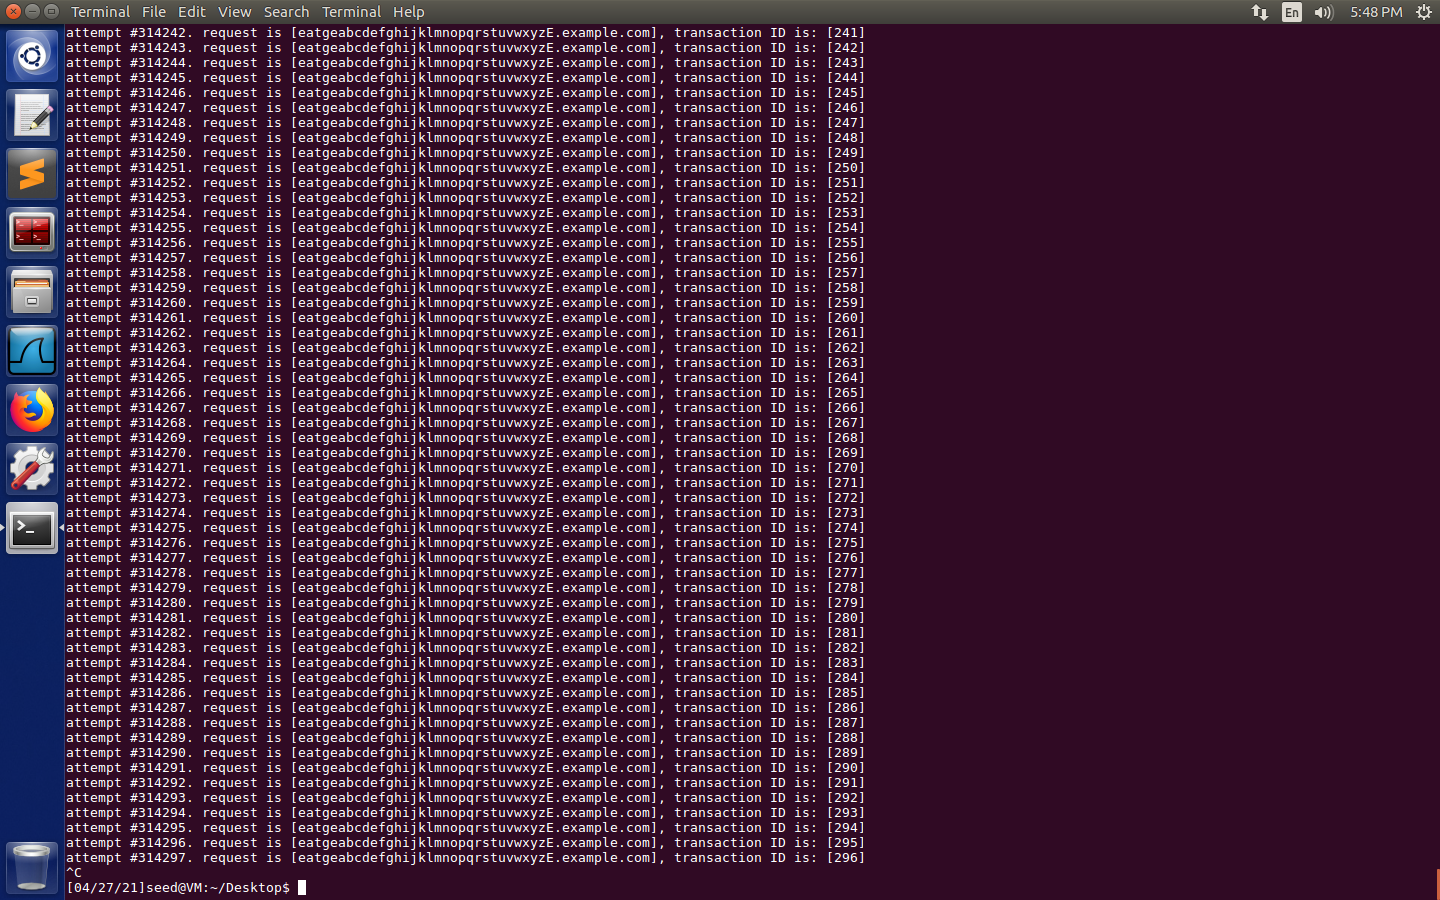 Terminal File Edit View Search Terminal Help En 5:48 PM
attempt #314242. request is [eatgeabcdefghijklmnopqrstuvwxyzE.example.com], transaction ID is: [241]
attempt #314243. request is [eatgeabcdefghijklmnopqrstuvwxyzE.example.com], transaction ID is: [242]
attempt #314244. request is [eatgeabcdefghijklmnopqrstuvwxyzE.example.com], transaction ID is: [243]
attempt #314245. request is [eatgeabcdefghijklmnopqrstuvwxyzE.example.com], transaction ID is: [244]
attempt #314246. request is [eatgeabcdefghijklmnopqrstuvwxyzE.example.com], transaction ID is: [245]
attempt #314247. request is [eatgeabcdefghijklmnopqrstuvwxyzE.example.com], transaction ID is: [246]
attempt #314248. request is [eatgeabcdefghijklmnopqrstuvwxyzE.example.com], transaction ID is: [247]
attempt #314249. request is [eatgeabcdefghijklmnopqrstuvwxyzE.example.com], transaction ID is: [248]
attempt #314250. request is [eatgeabcdefghijklmnopqrstuvwxyzE.example.com], transaction ID is: [249]
attempt #314251. request is [eatgeabcdefghijklmnopqrstuvwxyzE.example.com], transaction ID is: [250]
attempt #314252. request is [eatgeabcdefghijklmnopqrstuvwxyzE.example.com], transaction ID is: [251]
attempt #314253. request is [eatgeabcdefghijklmnopqrstuvwxyzE.example.com], transaction ID is: [252]
attempt #314254. request is [eatgeabcdefghijklmnopqrstuvwxyzE.example.com], transaction ID is: [253]
attempt #314255. request is [eatgeabcdefghijklmnopqrstuvwxyzE.example.com], transaction ID is: [254]
attempt #314256. request is [eatgeabcdefghijklmnopqrstuvwxyzE.example.com], transaction ID is: [255]
attempt #314257. request is [eatgeabcdefghijklmnopqrstuvwxyzE.example.com], transaction ID is: [256]
attempt #314258. request is [eatgeabcdefghijklmnopqrstuvwxyzE.example.com], transaction ID is: [257]
attempt #314259. request is [eatgeabcdefghijklmnopqrstuvwxyzE.example.com], transaction ID is: [258]
attempt #314260. request is [eatgeabcdefghijklmnopqrstuvwxyzE.example.com], transaction ID is: [259]
attempt #314261. request is [eatgeabcdefghijklmnopqrstuvwxyzE.example.com], transaction ID is: [260]
attempt #314262. request is [eatgeabcdefghijklmnopqrstuvwxyzE.example.com], transaction ID is: [261]
attempt #314263. request is [eatgeabcdefghijklmnopqrstuvwxyzE.example.com], transaction ID is: [262]
attempt #314264. request is [eatgeabcdefghijklmnopqrstuvwxyzE.example.com], transaction ID is: [263]
attempt #314265. request is [eatgeabcdefghijklmnopqrstuvwxyzE.example.com], transaction ID is: [264]
attempt #314266. request is [eatgeabcdefghijklmnopqrstuvwxyzE.example.com], transaction ID is: [265]
attempt #314267. request is [eatgeabcdefghijklmnopqrstuvwxyzE.example.com], transaction ID is: [266]
attempt #314268. request is [eatgeabcdefghijklmnopqrstuvwxyzE.example.com], transaction ID is: [267]
attempt #314269. request is [eatgeabcdefghijklmnopqrstuvwxyzE.example.com], transaction ID is: [268]
attempt #314270. request is [eatgeabcdefghijklmnopqrstuvwxyzE.example.com], transaction ID is: [269]
attempt #314271. request is [eatgeabcdefghijklmnopqrstuvwxyzE.example.com], transaction ID is: [270]
attempt #314272. request is [eatgeabcdefghijklmnopqrstuvwxyzE.example.com], transaction ID is: [271]
attempt #314273. request is [eatgeabcdefghijklmnopqrstuvwxyzE.example.com], transaction ID is: [272]
attempt #314274. request is [eatgeabcdefghijklmnopqrstuvwxyzE.example.com], transaction ID is: [273]
attempt #314275. request is [eatgeabcdefghijklmnopqrstuvwxyzE.example.com], transaction ID is: [274]
attempt #314276. request is [eatgeabcdefghijklmnopqrstuvwxyzE.example.com], transaction ID is: [275]
attempt #314277. request is [eatgeabcdefghijklmnopqrstuvwxyzE.example.com], transaction ID is: [276]
attempt #314278. request is [eatgeabcdefghijklmnopqrstuvwxyzE.example.com], transaction ID is: [277]
attempt #314279. request is [eatgeabcdefghijklmnopqrstuvwxyzE.example.com], transaction ID is: [278]
attempt #314280. request is [eatgeabcdefghijklmnopqrstuvwxyzE.example.com], transaction ID is: [279]
attempt #314281. request is [eatgeabcdefghijklmnopqrstuvwxyzE.example.com], transaction ID is: [280]
attempt #314282. request is [eatgeabcdefghijklmnopqrstuvwxyzE.example.com], transaction ID is: [281]
attempt #314283. request is [eatgeabcdefghijklmnopqrstuvwxyzE.example.com], transaction ID is: [282]
attempt #314284. request is [eatgeabcdefghijklmnopqrstuvwxyzE.example.com], transaction ID is: [283]
attempt #314285. request is [eatgeabcdefghijklmnopqrstuvwxyzE.example.com], transaction ID is: [284]
attempt #314286. request is [eatgeabcdefghijklmnopqrstuvwxyzE.example.com], transaction ID is: [285]
attempt #314287. request is [eatgeabcdefghijklmnopqrstuvwxyzE.example.com], transaction ID is: [286]
attempt #314288. request is [eatgeabcdefghijklmnopqrstuvwxyzE.example.com], transaction ID is: [287]
attempt #314289. request is [eatgeabcdefghijklmnopqrstuvwxyzE.example.com], transaction ID is: [288]
attempt #314290. request is [eatgeabcdefghijklmnopqrstuvwxyzE.example.com], transaction ID is: [289]
attempt #314291. request is [eatgeabcdefghijklmnopqrstuvwxyzE.example.com], transaction ID is: [290]
attempt #314292. request is [eatgeabcdefghijklmnopqrstuvwxyzE.example.com], transaction ID is: [291]
attempt #314293. request is [eatgeabcdefghijklmnopqrstuvwxyzE.example.com], transaction ID is: [292]
attempt #314294. request is [eatgeabcdefghijklmnopqrstuvwxyzE.example.com], transaction ID is: [293]
attempt #314295. request is [eatgeabcdefghijklmnopqrstuvwxyzE.example.com], transaction ID is: [294]
attempt #314296. request is [eatgeabcdefghijklmnopqrstuvwxyzE.example.com], transaction ID is: [295]
attempt #314297. request is [eatgeabcdefghijklmnopqrstuvwxyzE.example.com], transaction ID is: [296]
^C
[04/27/21]seed@VM:~/Desktop$